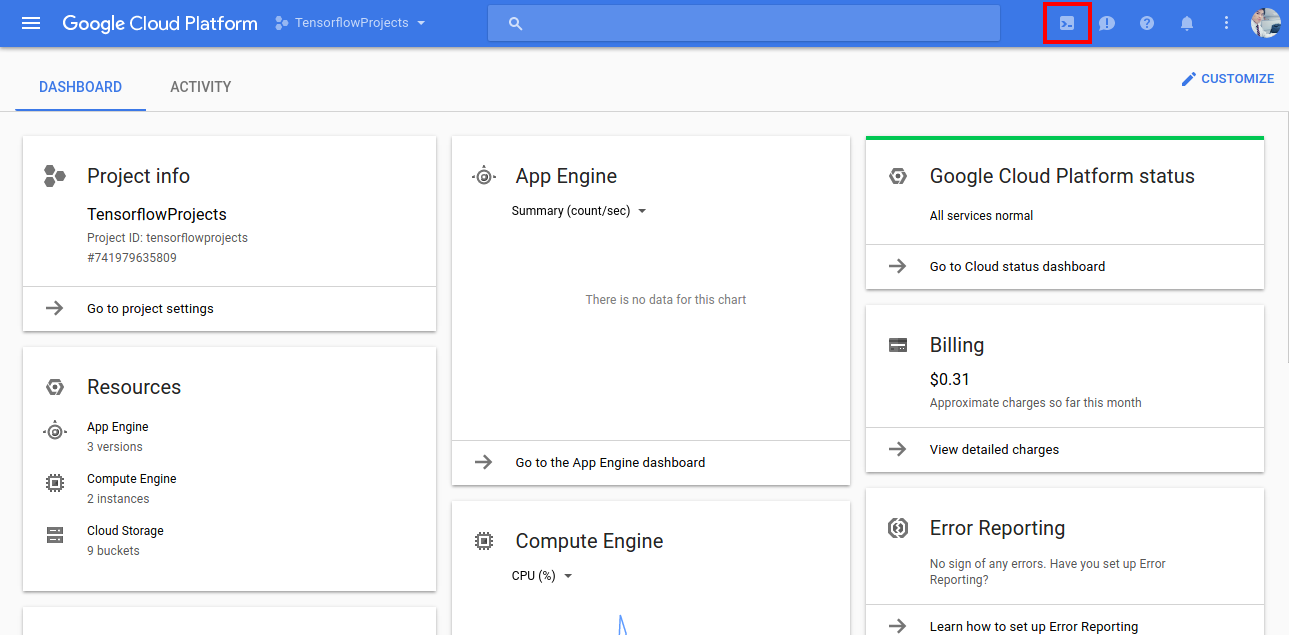 Google Cloud Platform
TensorflowProjects
DASHBOARD
ACTIVITY
CUSTOMIZE
Project info
TensorflowProjects
Project ID: tensorflowprojects
#741979635809
Go to project settings
Resources
App Engine
3 versions
Compute Engine
2 instances
Cloud Storage
9 buckets
App Engine
Summary (count/sec)
There is no data for this chart
Go to the App Engine dashboard
Compute Engine
CPU (%)
Google Cloud Platform status
All services normal
Go to Cloud status dashboard
Billing
$0.31
Approximate charges so far this month
View detailed charges
Error Reporting
No sign of any errors. Have you set up Error
Reporting?
Learn how to set up Error Reporting